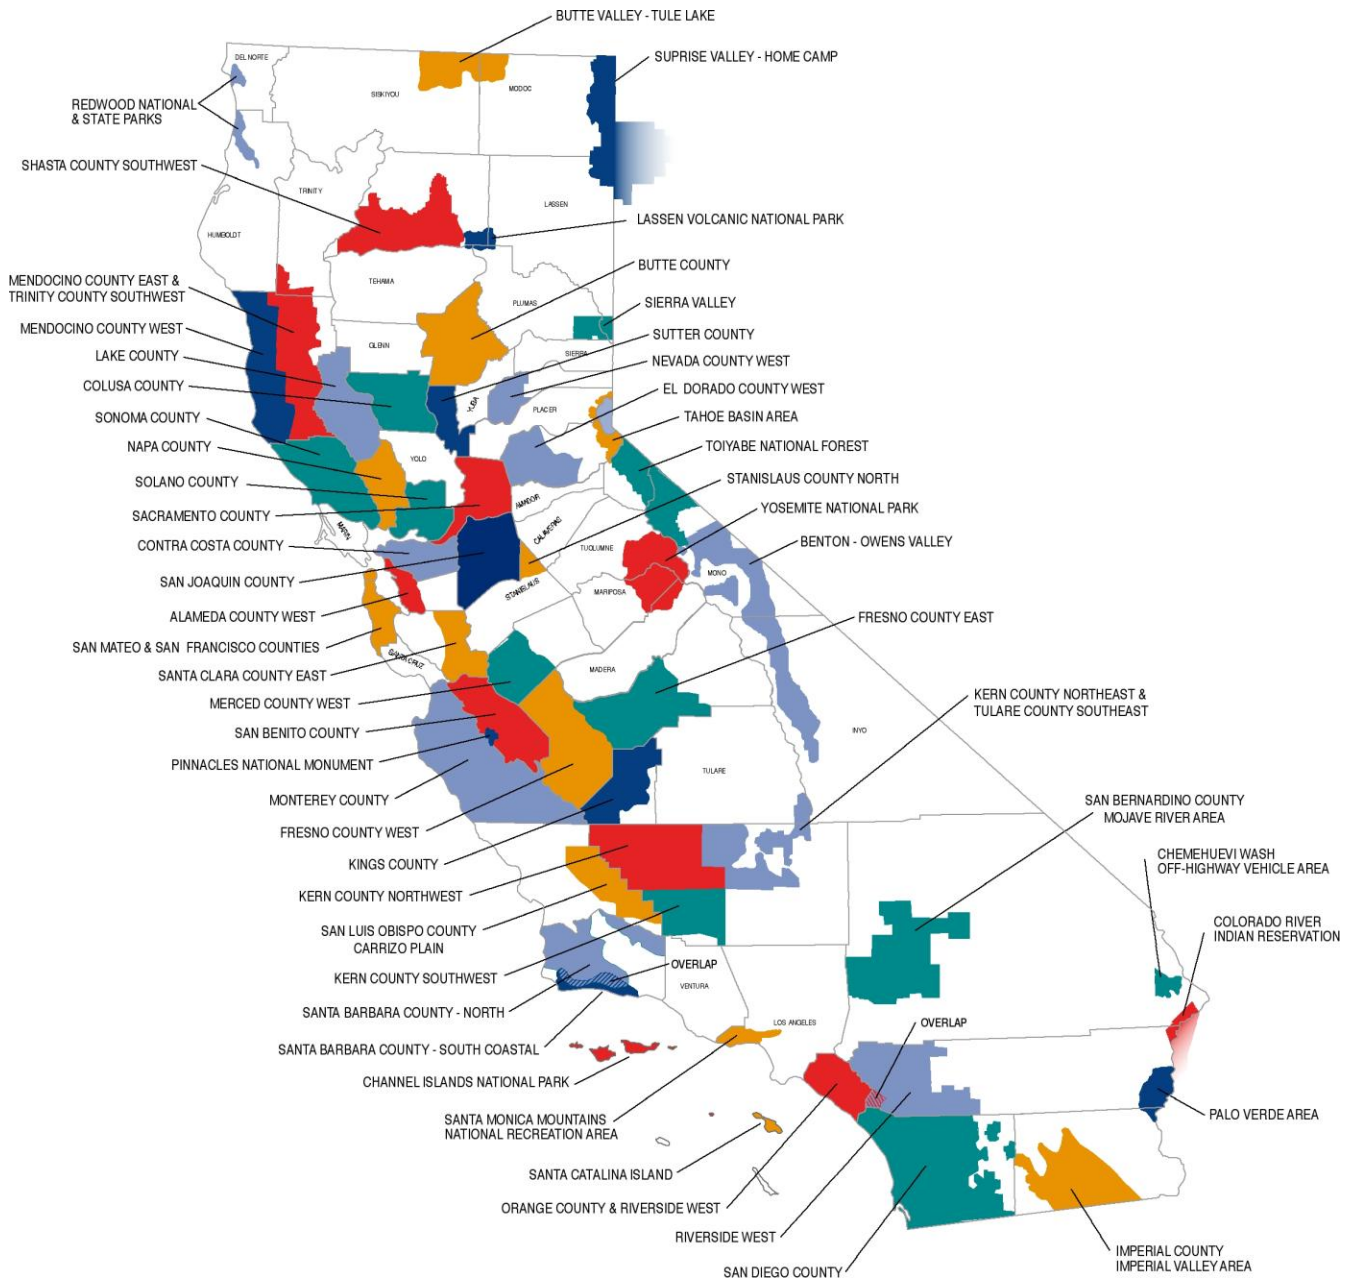 BUTTE VALLEY - TULE LAKE
SUPRISE VALLEY - HOME CAMP
DEL NORTE
SISKIYOU
MODOC
REDWOOD NATIONAL
& STATE PARKS
SHASTA COUNTY SOUTHWEST
TRINITY
LASSEN
HUMBOLDT
LASSEN VOLCANIC NATIONAL PARK
BUTTE COUNTY
TEHAMA
MENDOCINO COUNTY EAST &
TRINITY COUNTY SOUTHWEST
PLUMAS
SIERRA VALLEY
MENDOCINO COUNTY WEST
SUTTER COUNTY
GLENN
SIERRA
LAKE COUNTY
NEVADA COUNTY WEST
COLUSA COUNTY
EL DORADO COUNTY WEST
YUBA
PLACER
SONOMA COUNTY
TAHOE BASIN AREA
NAPA COUNTY
TOIYABE NATIONAL FOREST
YOLO
SOLANO COUNTY
STANISLAUS COUNTY NORTH
AMADOR
SACRAMENTO COUNTY
YOSEMITE NATIONAL PARK
MARIN
CALAVERAS
CONTRA COSTA COUNTY
TUOLUMNE
BENTON - OWENS VALLEY
SAN JOAQUIN COUNTY
MONO
STANISLAUS
MARIPOSA
ALAMEDA COUNTY WEST
FRESNO COUNTY EAST
SAN MATEO & SAN FRANCISCO COUNTIES
SANTA CRUZ
SANTA CLARA COUNTY EAST
MADERA
MERCED COUNTY WEST
KERN COUNTY NORTHEAST &
TULARE COUNTY SOUTHEAST
SAN BENITO COUNTY
INYO
PINNACLES NATIONAL MONUMENT
TULARE
MONTEREY COUNTY
SAN BERNARDINO COUNTY
MOJAVE RIVER AREA
FRESNO COUNTY WEST
KINGS COUNTY
CHEMEHUEVI WASH
OFF-HIGHWAY VEHICLE AREA
KERN COUNTY NORTHWEST
COLORADO RIVER
INDIAN RESERVATION
SAN LUIS OBISPO COUNTY
CARRIZO PLAIN
OVERLAP
KERN COUNTY SOUTHWEST
VENTURA
SANTA BARBARA COUNTY - NORTH
LOS ANGELES
OVERLAP
SANTA BARBARA COUNTY - SOUTH COASTAL
CHANNEL ISLANDS NATIONAL PARK
SANTA MONICA MOUNTAINS
NATIONAL RECREATION AREA
PALO VERDE AREA
SANTA CATALINA ISLAND
ORANGE COUNTY & RIVERSIDE WEST
RIVERSIDE WEST
SAN DIEGO COUNTY
IMPERIAL COUNTY
IMPERIAL VALLEY AREA